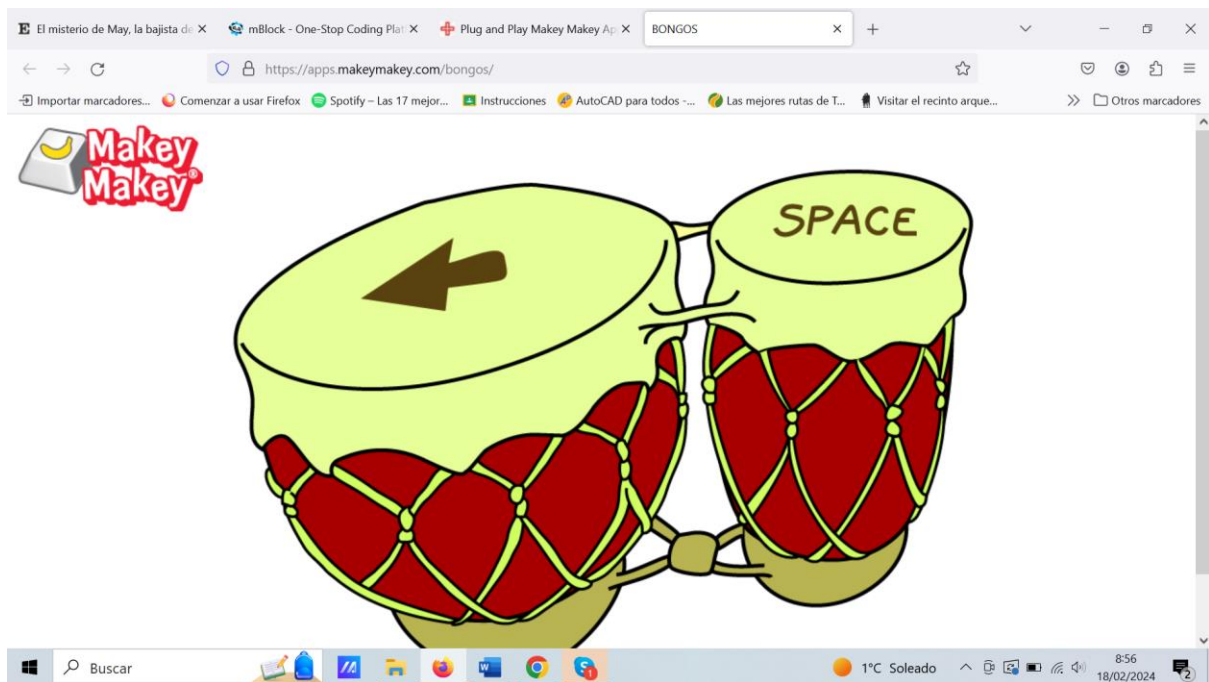 El misterio de May, la bajista de
mBlock - One-Stop Coding Plat
Plug and Play Makey Makey Ap
BONGOS
https://apps.makeymakey.com/bongos/
Importar marcadores...
Comenzar a usar Firefox
Spotify – Las 17 mejor...
Instrucciones
AutoCAD para todos -...
Las mejores rutas de T...
Visitar el recinto arque...
Otros marcadores
Makey
Makey®
SPACE
Buscar
1°C Soleado
8:56
18/02/2024
2